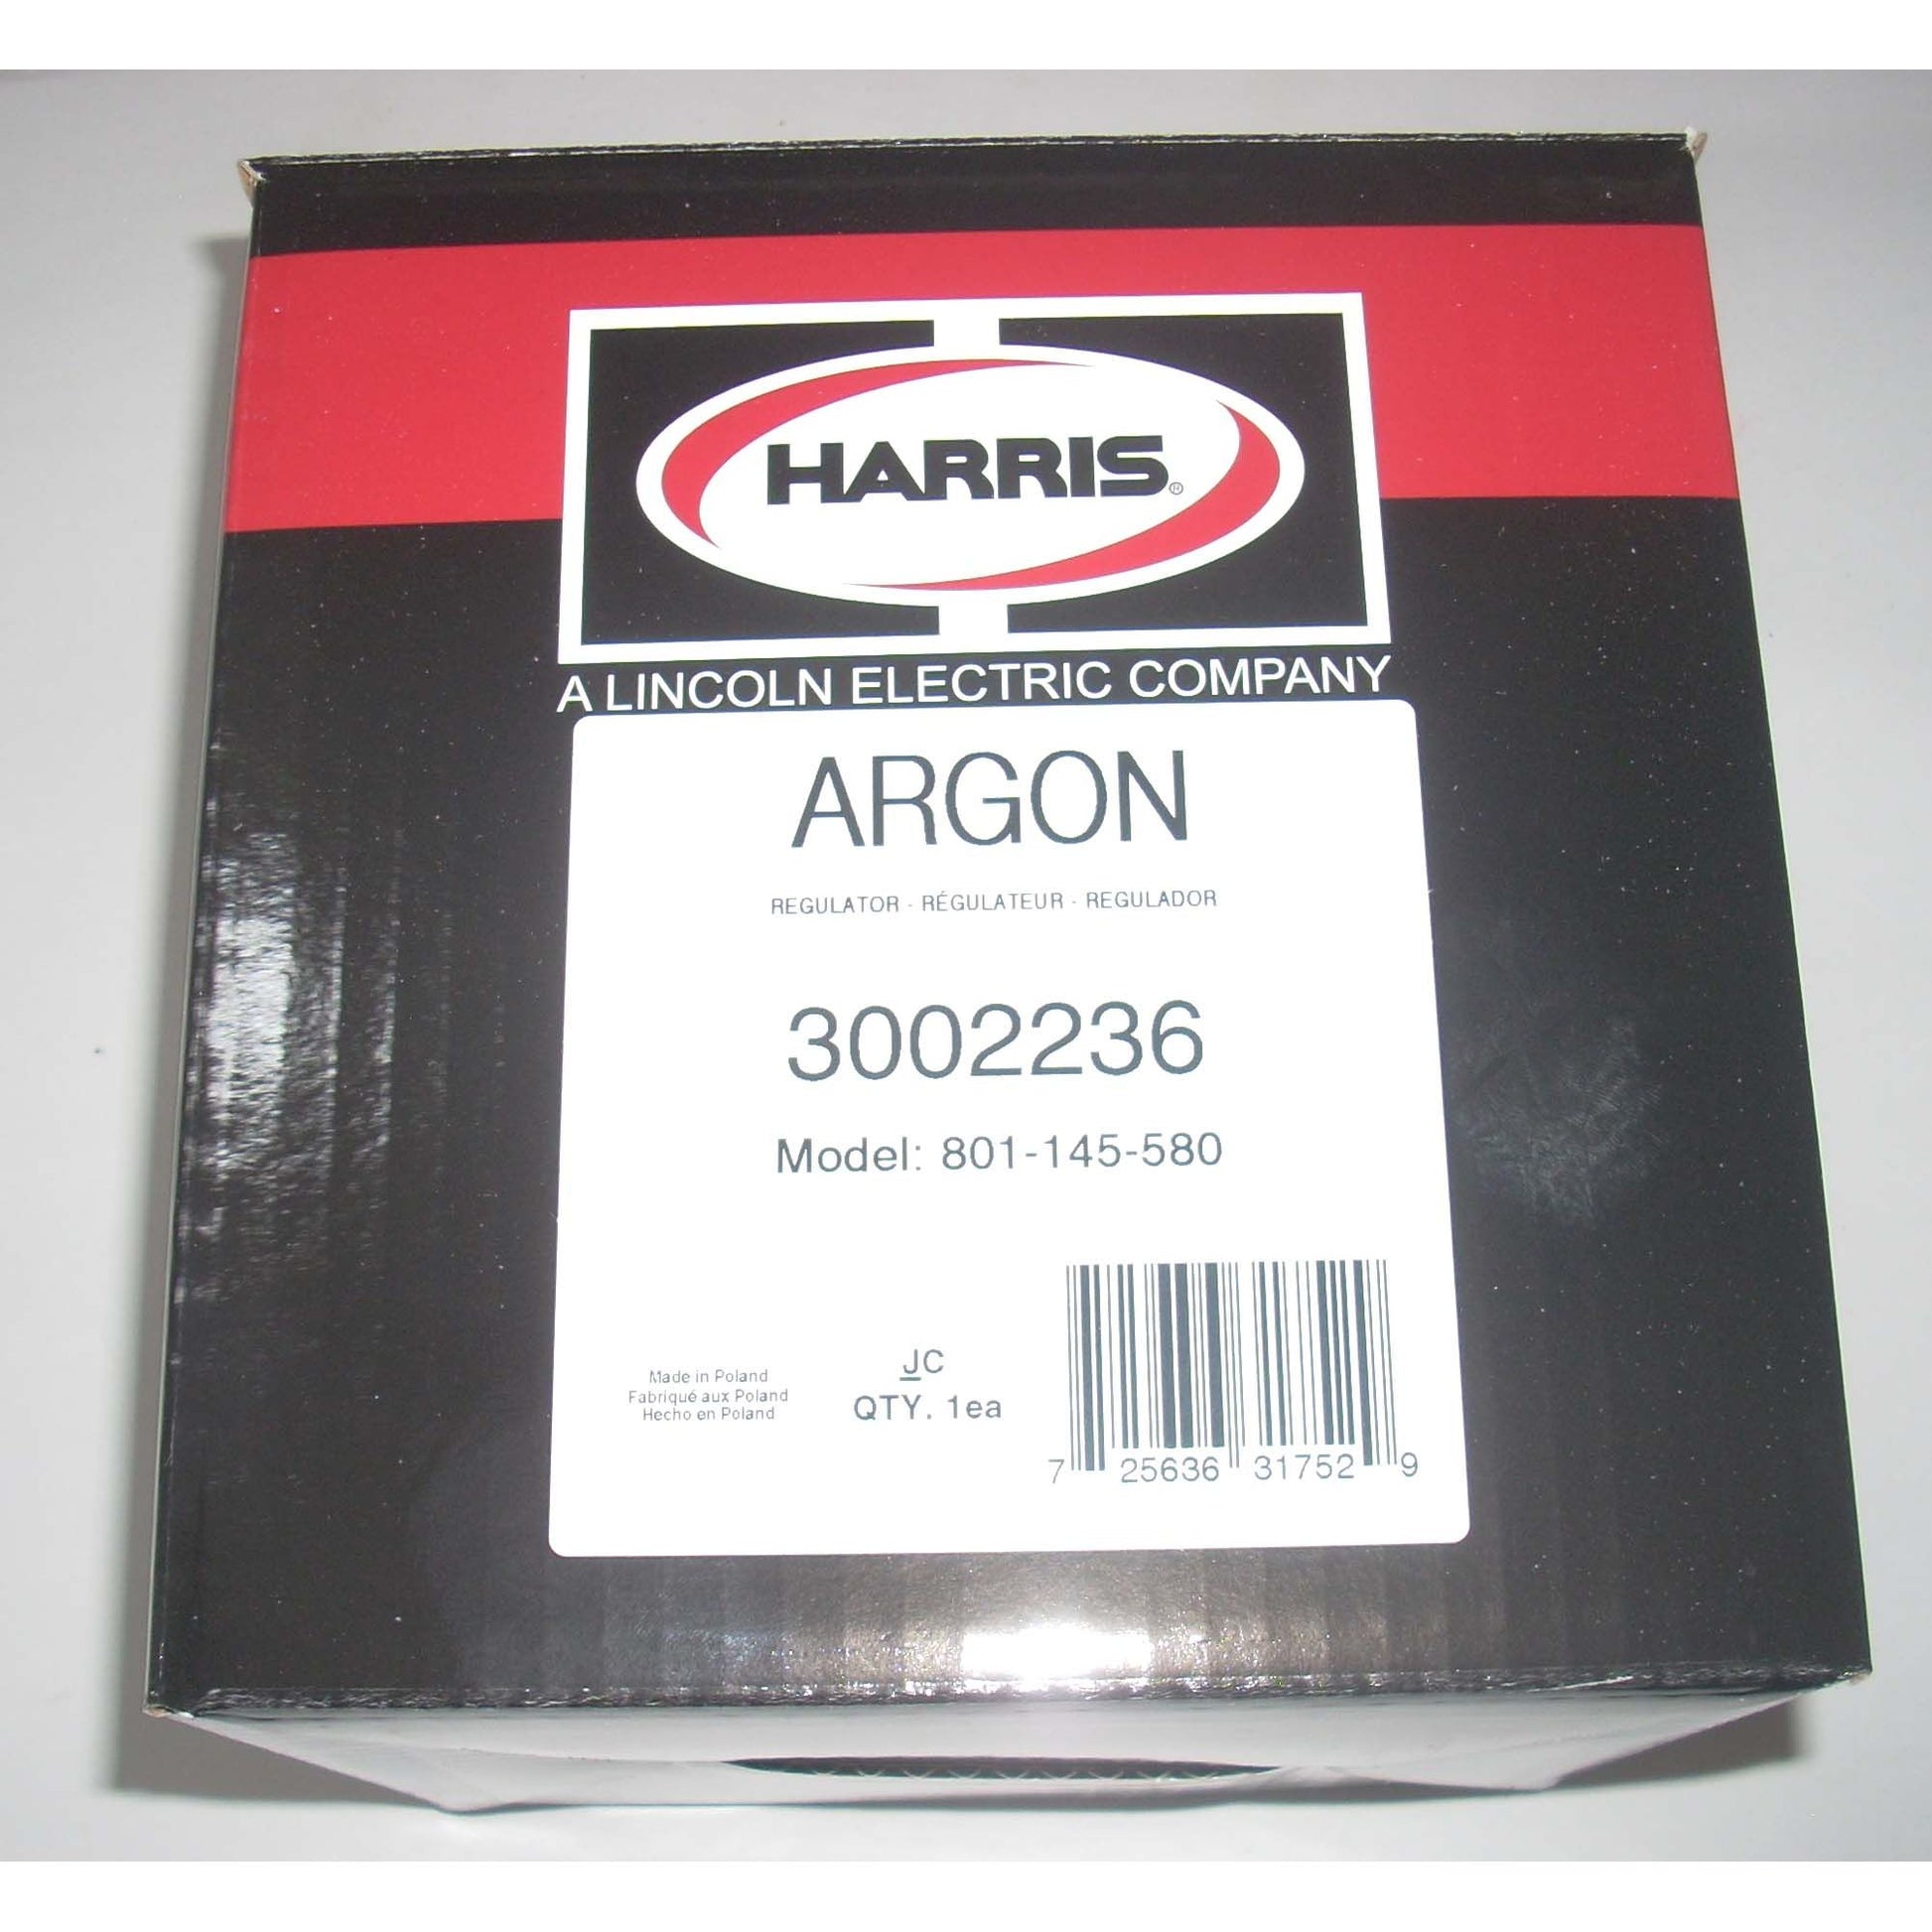 HARRIS®
A LINCOLN ELECTRIC COMPANY
ARGON
REGULATOR - RÉGULATEUR - REGULADOR
3002236
Model: 801-145-580
Made in Poland
Fabriqué aux Poland
Hecho en Poland
JC
QTY. 1ea
7 25636 31752 9